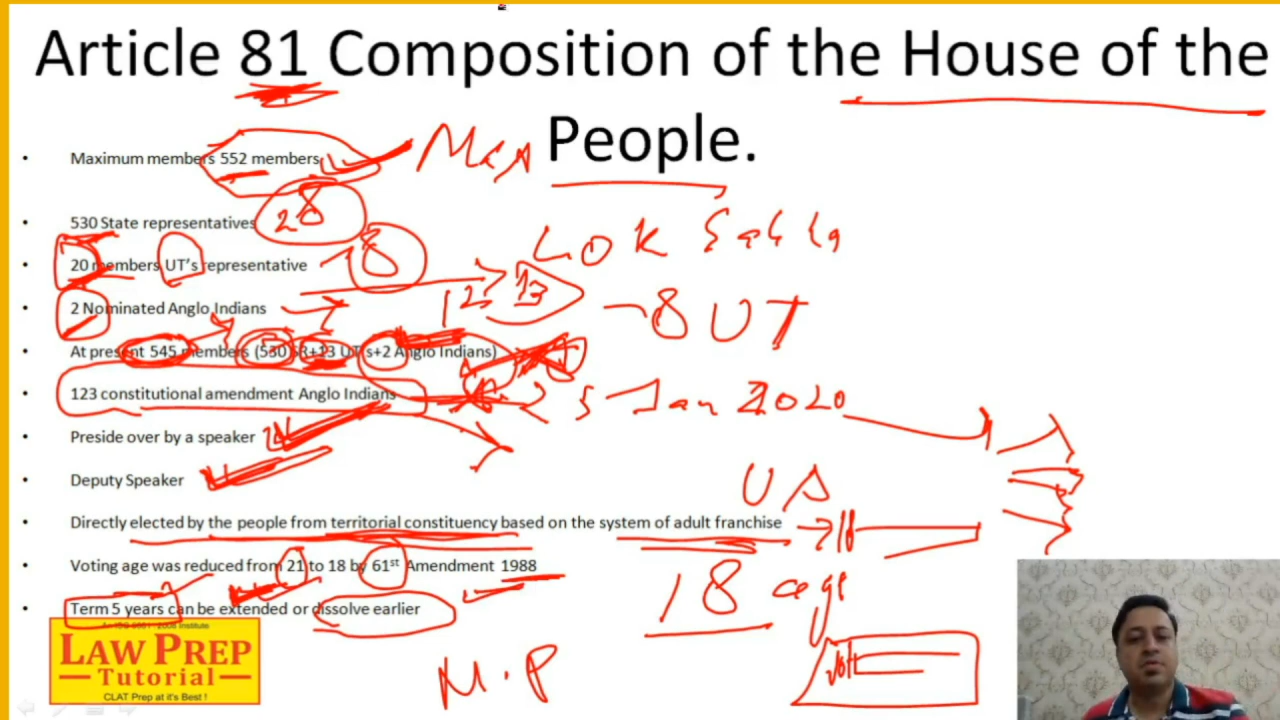 Article 81 Composition of the House of the
People.
Maximum members 552 members
530 State representatives 28
20 members UT's representative 8
Lok Sabha
2 Nominated Anglo Indians
8 UT
At present 545 members (530 SR+13 UT's+2 Anglo Indians)
123 constitutional amendment Anglo Indians
25 Jan 2020
Preside over by a speaker
Deputy Speaker
Directly elected by the people from territorial constituency based on the system of adult franchise
Voting age was reduced from 21 to 18 by 61st Amendment 1988
18 age
Term 5 years can be extended or dissolve earlier
LAW PREP
Tutorial
CLAT Prep at it's Best !
M.P